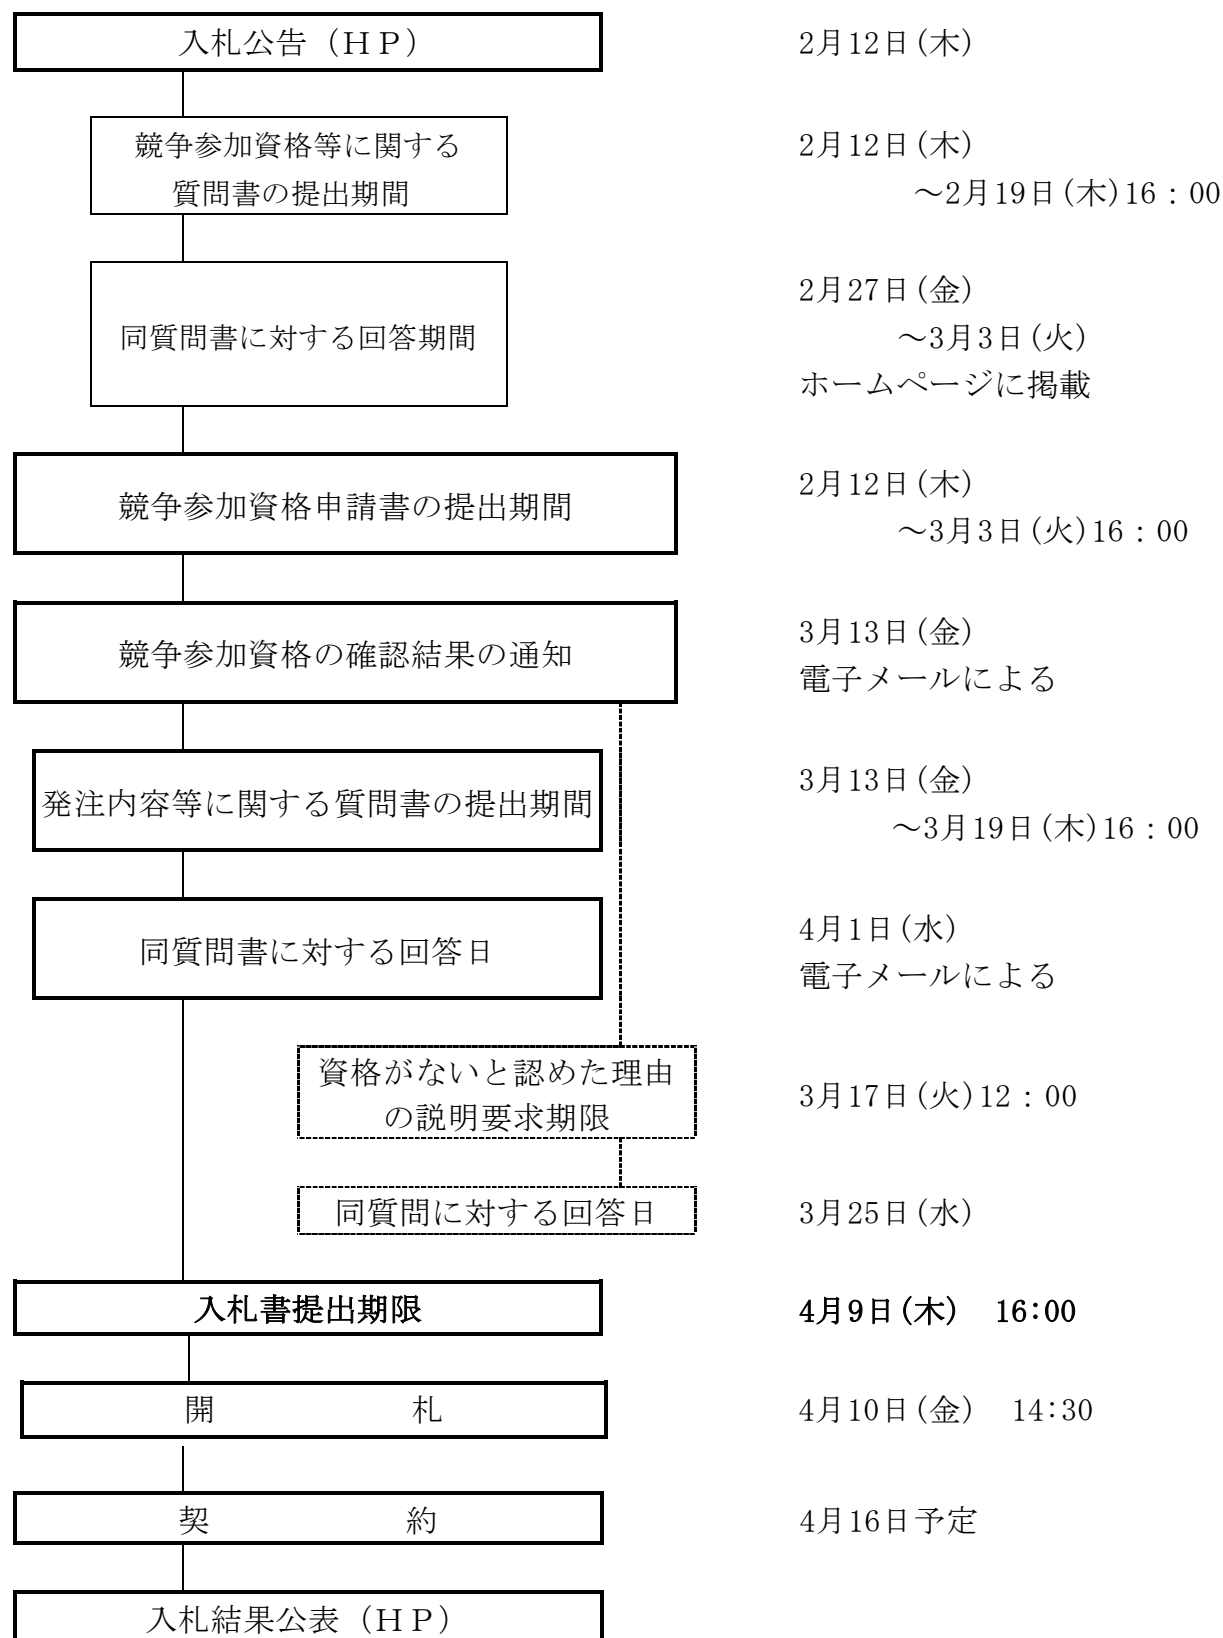 入札公告（ＨＰ）　2月12日(木)
競争参加資格等に関する　2月12日(木)
質問書の提出期間　～2月19日(木)16：00
2月27日(金)
同質問書に対する回答期間　～3月3日(火)
ホームページに掲載
競争参加資格申請書の提出期間　2月12日(木)
～3月3日(火)16：00
競争参加資格の確認結果の通知　3月13日(金)
電子メールによる
発注内容等に関する質問書の提出期間　3月13日(金)
～3月19日(木)16：00
同質問書に対する回答日　4月1日(水)
電子メールによる
資格がないと認めた理由
の説明要求期限　3月17日(火)12：00
同質問に対する回答日　3月25日(水)
入札書提出期限　4月9日(木)　16:00
開　　　　　　札　4月10日(金)　14:30
契　　　　　　約　4月16日予定
入札結果公表（ＨＰ）